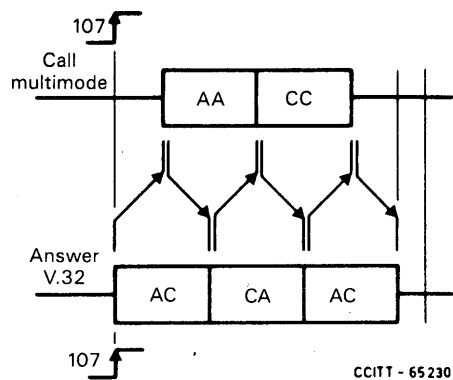 107
Call
multimode
AA
CC
Answer
V.32
AC
CA
AC
107
CCITT - 65230